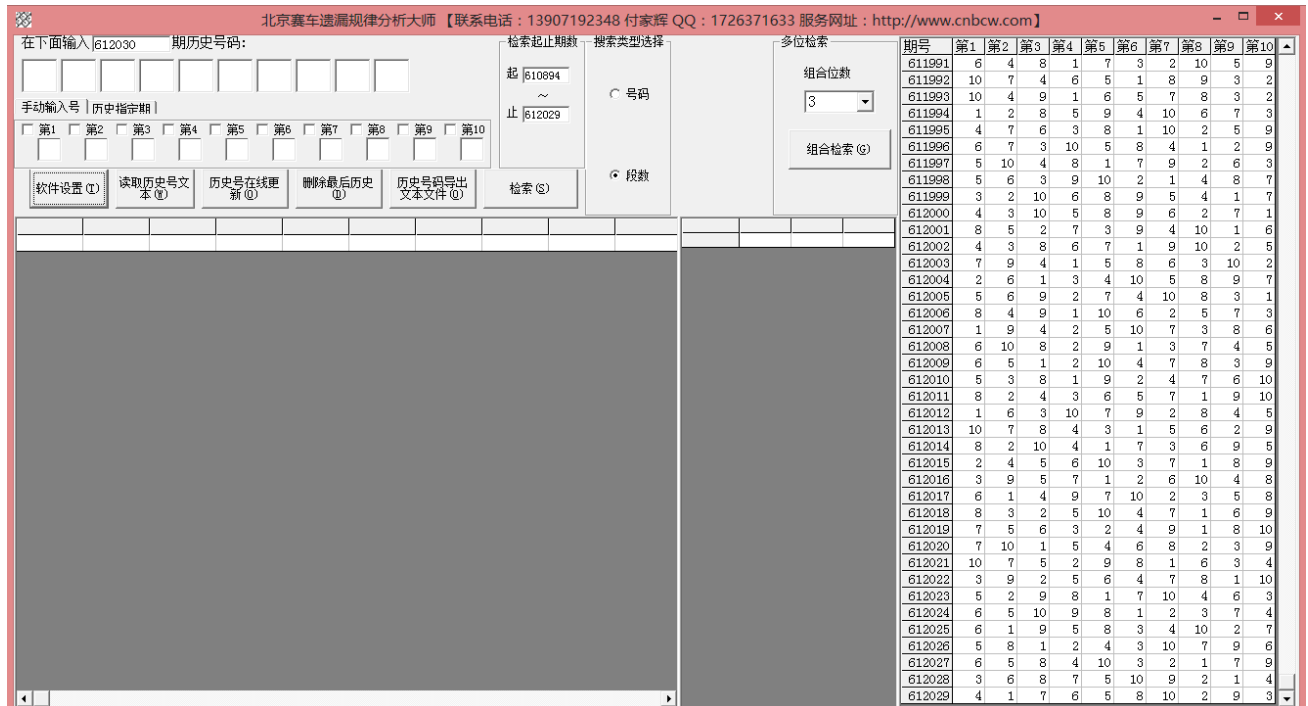 北京赛车遗漏规律分析大师 【联系电话：13907192348 付家辉 QQ：1726371633 服务网址：http://www.cnbcw.com】
在下面输入 612030 期历史号码:
手动输入号 历史指定期
第1 第2 第3 第4 第5 第6 第7 第8 第9 第10
软件设置(T) 读取历史号文本(W) 历史号在线更新(O) 删除最后历史(D) 历史号码导出文本文件(O) 检索(S)
检索起止期数
起 610894
~
止 612029
搜索类型选择
号码
段数
多位检索
组合位数
3
组合检索(G)
期号 第1 第2 第3 第4 第5 第6 第7 第8 第9 第10
611991 6 4 8 1 7 3 2 10 5 9
611992 10 7 4 6 5 1 8 9 3 2
611993 10 4 9 1 6 5 7 8 3 2
611994 1 2 8 5 9 4 10 6 7 3
611995 4 7 6 3 8 1 10 2 5 9
611996 6 7 3 10 5 8 4 1 2 9
611997 5 10 4 8 1 7 9 2 6 3
611998 5 6 3 9 10 2 1 4 8 7
611999 3 2 10 6 8 9 5 4 1 7
612000 4 3 10 5 8 9 6 2 7 1
612001 8 5 2 7 3 9 4 10 1 6
612002 4 3 8 6 7 1 9 10 2 5
612003 7 9 4 1 5 8 6 3 10 2
612004 2 6 1 3 4 10 5 8 9 7
612005 5 6 9 2 7 4 10 8 3 1
612006 8 4 9 1 10 6 2 5 7 3
612007 1 9 4 2 5 10 7 3 8 6
612008 6 10 8 2 9 1 3 7 4 5
612009 6 5 1 2 10 4 7 8 3 9
612010 5 3 8 1 9 2 4 7 6 10
612011 8 2 4 3 6 5 7 1 9 10
612012 1 6 3 10 7 9 2 8 4 5
612013 10 7 8 4 3 1 5 6 2 9
612014 8 2 10 4 1 7 3 6 9 5
612015 2 4 5 6 10 3 7 1 8 9
612016 3 9 5 7 1 2 6 10 4 8
612017 6 1 4 9 7 10 2 3 5 8
612018 8 3 2 5 10 4 7 1 6 9
612019 7 5 6 3 2 4 9 1 8 10
612020 7 10 1 5 4 6 8 2 3 9
612021 10 7 5 2 9 8 1 6 3 4
612022 3 9 2 5 6 4 7 8 1 10
612023 5 2 9 8 1 7 10 4 6 3
612024 6 5 10 9 8 1 2 3 7 4
612025 6 1 9 5 8 3 4 10 2 7
612026 5 8 1 2 4 3 10 7 9 6
612027 6 5 8 4 10 3 2 1 7 9
612028 3 6 8 7 5 10 9 2 1 4
612029 4 1 7 6 5 8 10 2 9 3